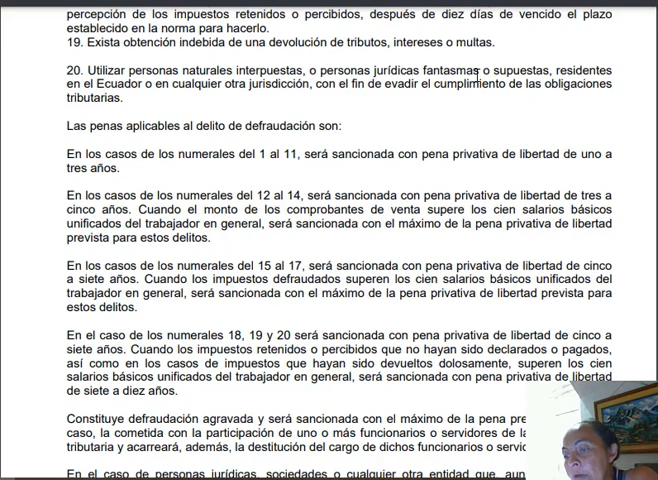 percepción de los impuestos retenidos o percibidos, después de diez días de vencido el plazo
establecido en la norma para hacerlo.
19. Exista obtención indebida de una devolución de tributos, intereses o multas.
20. Utilizar personas naturales interpuestas, o personas jurídicas fantasmas o supuestas, residentes
en el Ecuador o en cualquier otra jurisdicción, con el fin de evadir el cumplimiento de las obligaciones
tributarias.
Las penas aplicables al delito de defraudación son:
En los casos de los numerales del 1 al 11, será sancionada con pena privativa de libertad de uno a
tres años.
En los casos de los numerales del 12 al 14, será sancionada con pena privativa de libertad de tres a
cinco años. Cuando el monto de los comprobantes de venta supere los cien salarios básicos
unificados del trabajador en general, será sancionada con el máximo de la pena privativa de libertad
prevista para estos delitos.
En los casos de los numerales del 15 al 17, será sancionada con pena privativa de libertad de cinco
a siete años. Cuando los impuestos defraudados superen los cien salarios básicos unificados del
trabajador en general, será sancionada con el máximo de la pena privativa de libertad prevista para
estos delitos.
En el caso de los numerales 18, 19 y 20 será sancionada con pena privativa de libertad de cinco a
siete años. Cuando los impuestos retenidos o percibidos que no hayan sido declarados o pagados,
así como en los casos de impuestos que hayan sido devueltos dolosamente, superen los cien
salarios básicos unificados del trabajador en general, será sancionada con pena privativa de libertad
de siete a diez años.
Constituye defraudación agravada y será sancionada con el máximo de la pena
caso, la cometida con la participación de uno o más funcionarios o servidores de
tributaria y acarreará, además, la destitución del cargo de dichos funcionarios o
En el caso de personas jurídicas, sociedades o cualquier otra entidad que